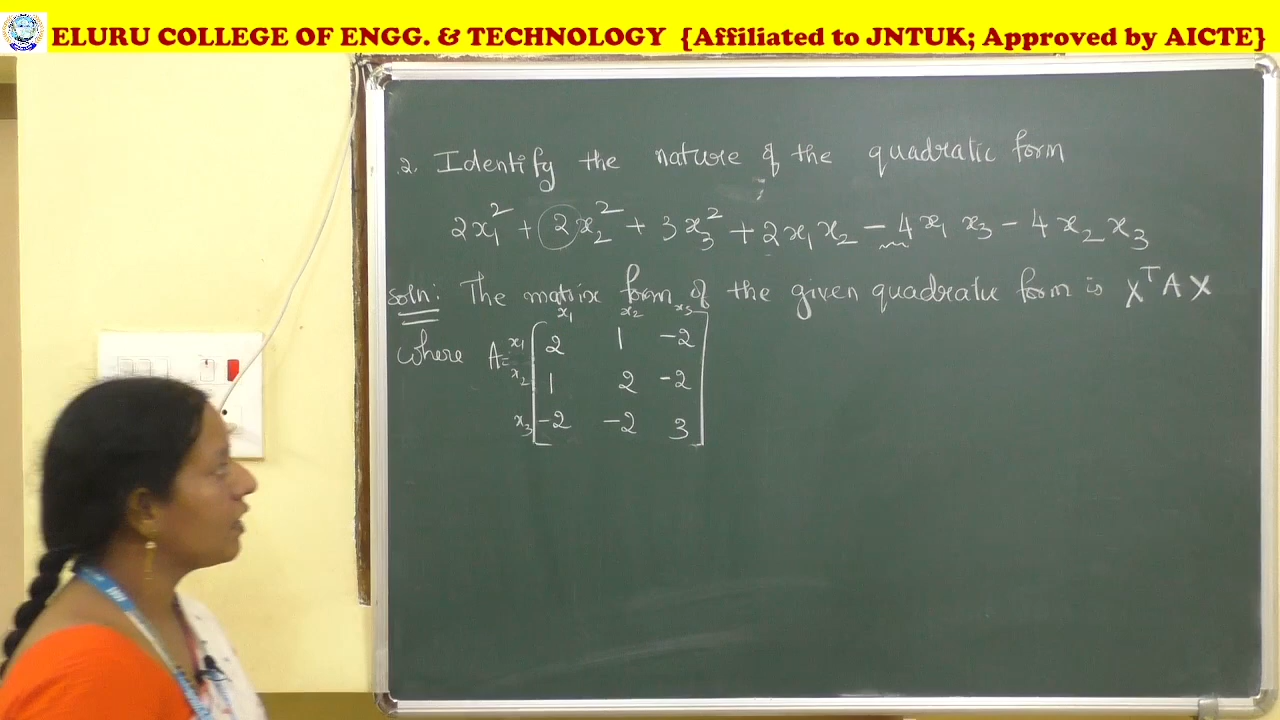 ELURU COLLEGE OF ENGG. & TECHNOLOGY {Affiliated to JNTUK; Approved by AICTE}
2. Identify the nature of the quadratic form
2x₁² + 2x₂² + 3x₃² + 2x₁x₂ - 4x₁x₃ - 4x₂x₃
Soln: The matrix form of the given quadratic form is XᵀAX
x₁ x₂ x₃
where A = x₁ [ 2 1 -2
x₂ 1 2 -2
x₃ -2 -2 3 ]